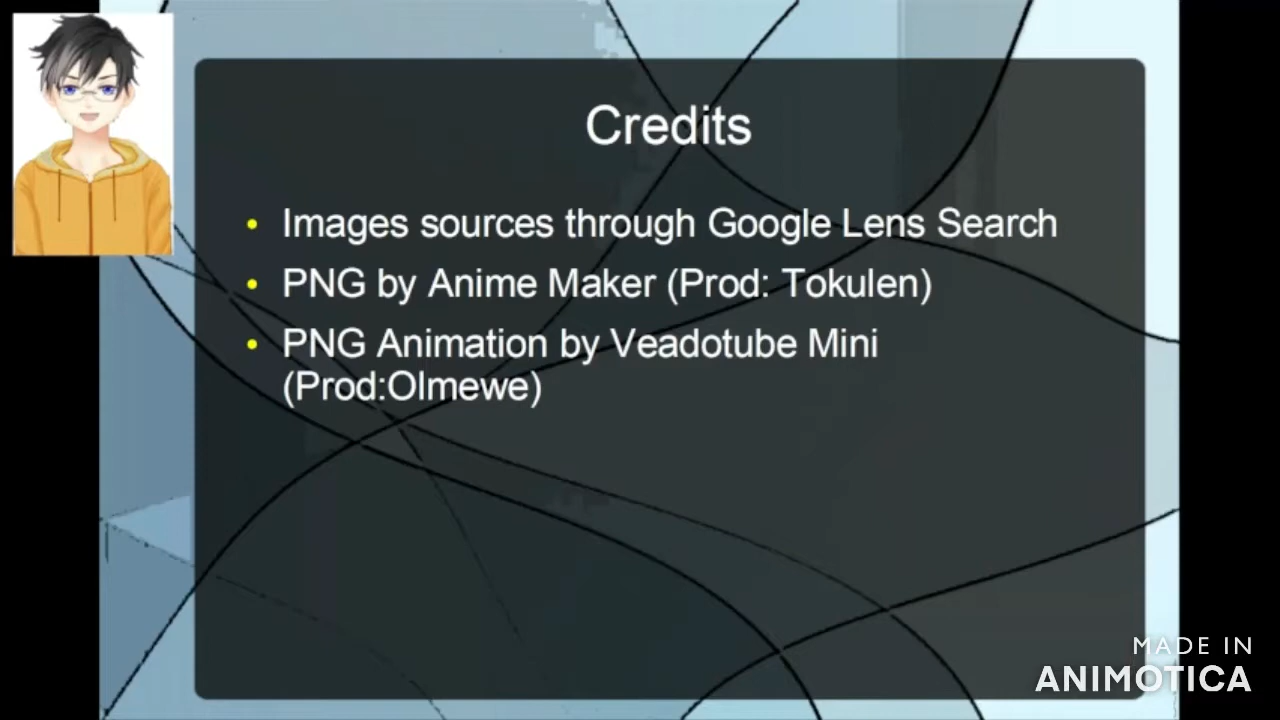 Credits
• Images sources through Google Lens Search
• PNG by Anime Maker (Prod: Tokulen)
• PNG Animation by Veadotube Mini
(Prod:Olmewe)
MADE IN
ANIMOTICA